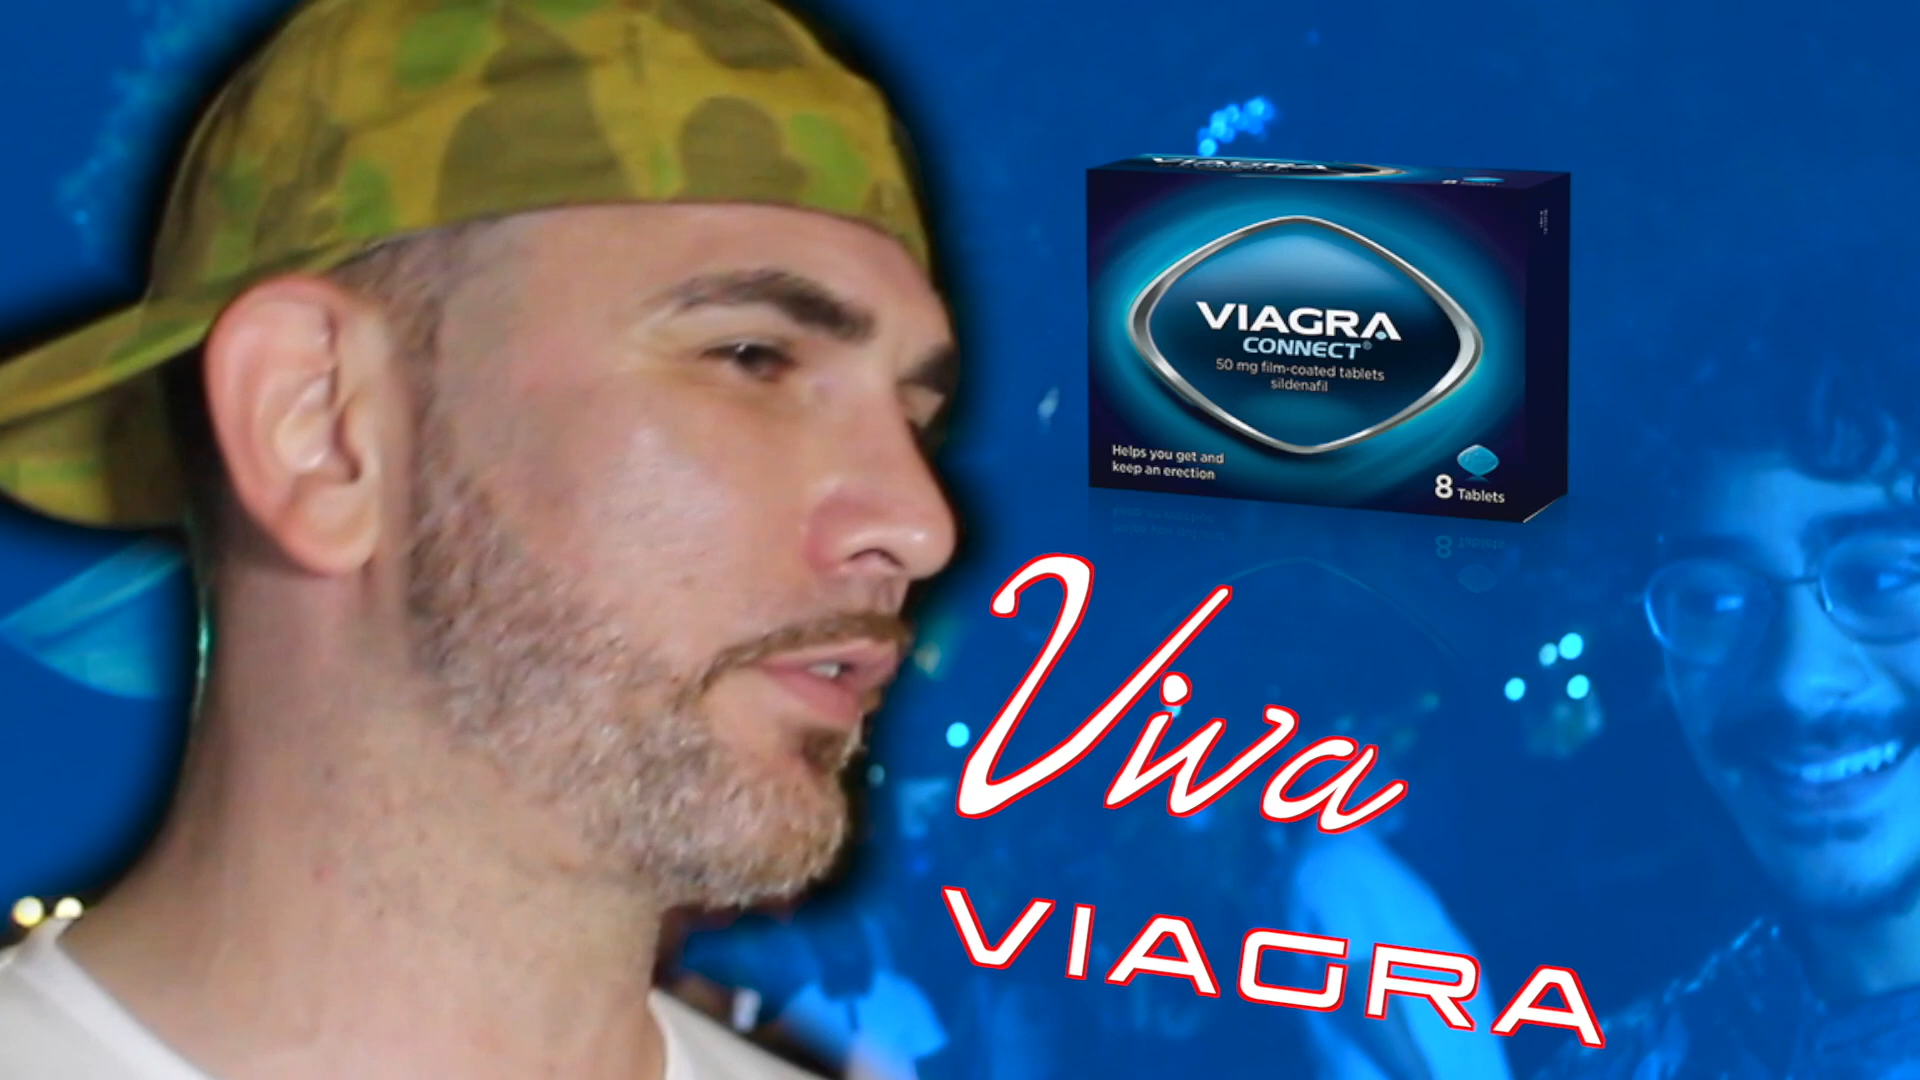 VIAGRA
VIAGRA
CONNECT®
50 mg film-coated tablets
sildenafil
Helps you get and
keep an erection
8 Tablets
Viva
VIAGRA